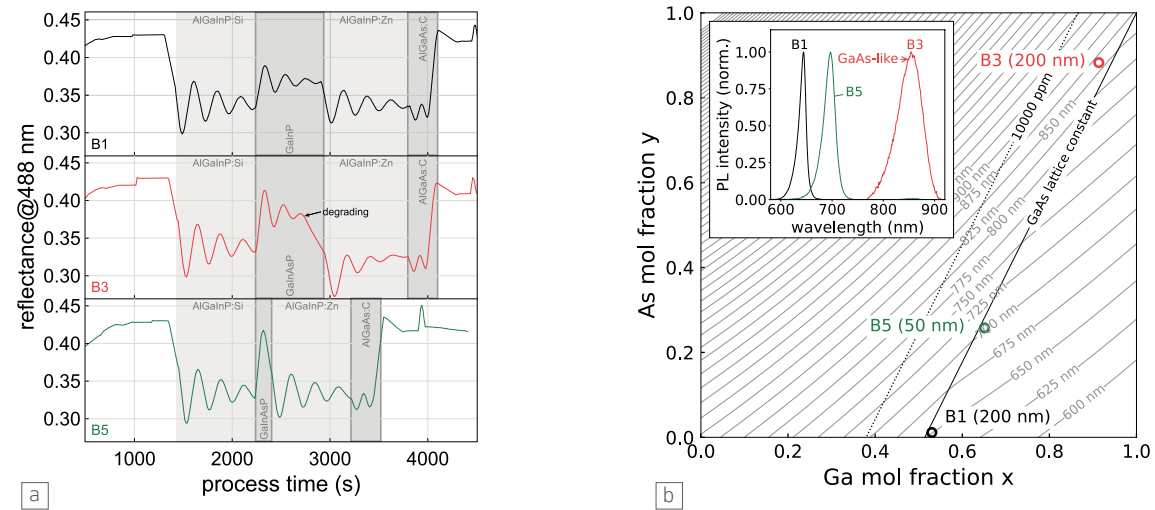 reflectance@488 nm
0.45
0.40
0.35
0.30
AlGaInP:Si
GaInP
AlGaInP:Zn
AlGaAs:C
B1
0.45
0.40
0.35
0.30
AlGaInP:Si
GaInAsP
AlGaInP:Zn
AlGaAs:C
degrading
B3
0.45
0.40
0.35
0.30
AlGaInP:Si
GaInAsP
AlGaInP:Zn
AlGaAs:C
B5
1000 2000 3000 4000
process time (s)
a
As mol fraction y
1.0
0.8
0.6
0.4
0.2
0.0
PL intensity (norm.)
1.00
0.75
0.50
0.25
0.00
B1
B3
GaAs-like
B5
600 700 800 900
wavelength (nm)
B3 (200 nm)
10000 ppm
850 nm
GaAs lattice constant
900 nm
875 nm
825 nm
800 nm
775 nm
750 nm
725 nm
700 nm
B5 (50 nm)
675 nm
650 nm
625 nm
600 nm
B1 (200 nm)
0.0 0.2 0.4 0.6 0.8 1.0
Ga mol fraction x
b